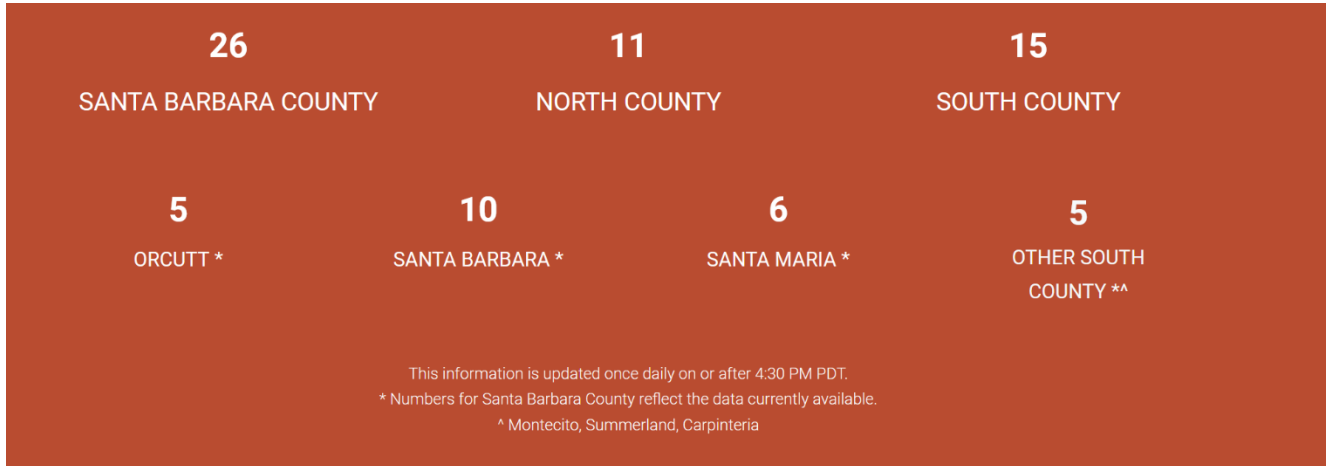 26
11
15
SANTA BARBARA COUNTY
NORTH COUNTY
SOUTH COUNTY
5
10
6
5
ORCUTT *
SANTA BARBARA *
SANTA MARIA *
OTHER SOUTH
COUNTY *^
This information is updated once daily on or after 4:30 PM PDT.
* Numbers for Santa Barbara County reflect the data currently available.
^ Montecito, Summerland, Carpinteria